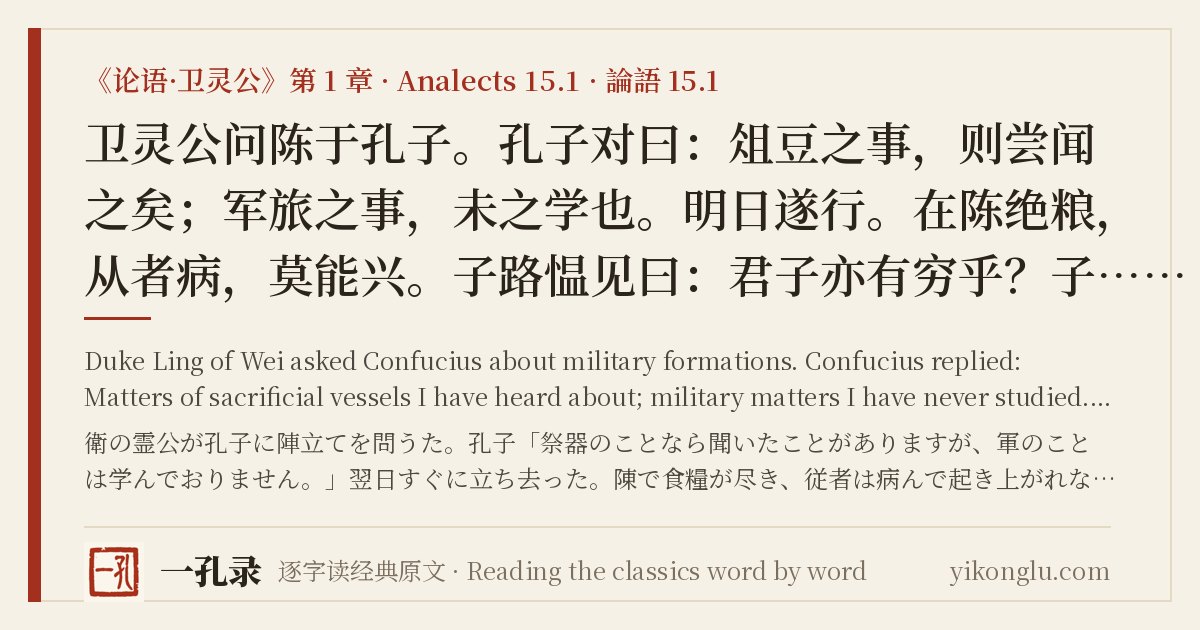 《论语·卫灵公》第 1 章 · Analects 15.1 · 論語 15.1
卫灵公问陈于孔子。孔子对曰：俎豆之事，则尝闻
之矣；军旅之事，未之学也。明日遂行。在陈绝粮，
从者病，莫能兴。子路愠见曰：君子亦有穷乎？子……
Duke Ling of Wei asked Confucius about military formations. Confucius replied:
Matters of sacrificial vessels I have heard about; military matters I have never studied.…
衛の霊公が孔子に陣立てを問うた。孔子「祭器のことなら聞いたことがありますが、軍のこと
は学んでおりません。」翌日すぐに立ち去った。陳で食糧が尽き、従者は病んで起き上がれな…
一孔 一孔录 逐字读经典原文 · Reading the classics word by word yikonglu.com